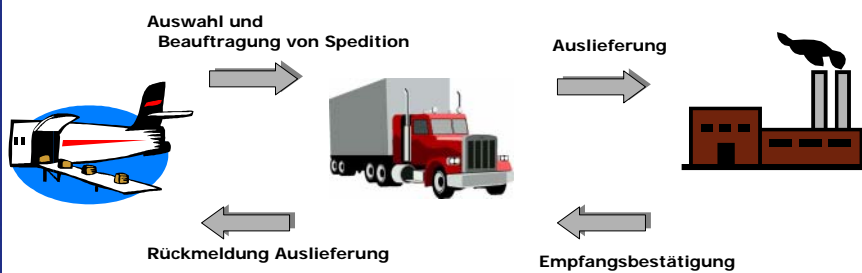 Auswahl und
Beauftragung von Spedition
Auslieferung
Rückmeldung Auslieferung
Empfangsbestätigung